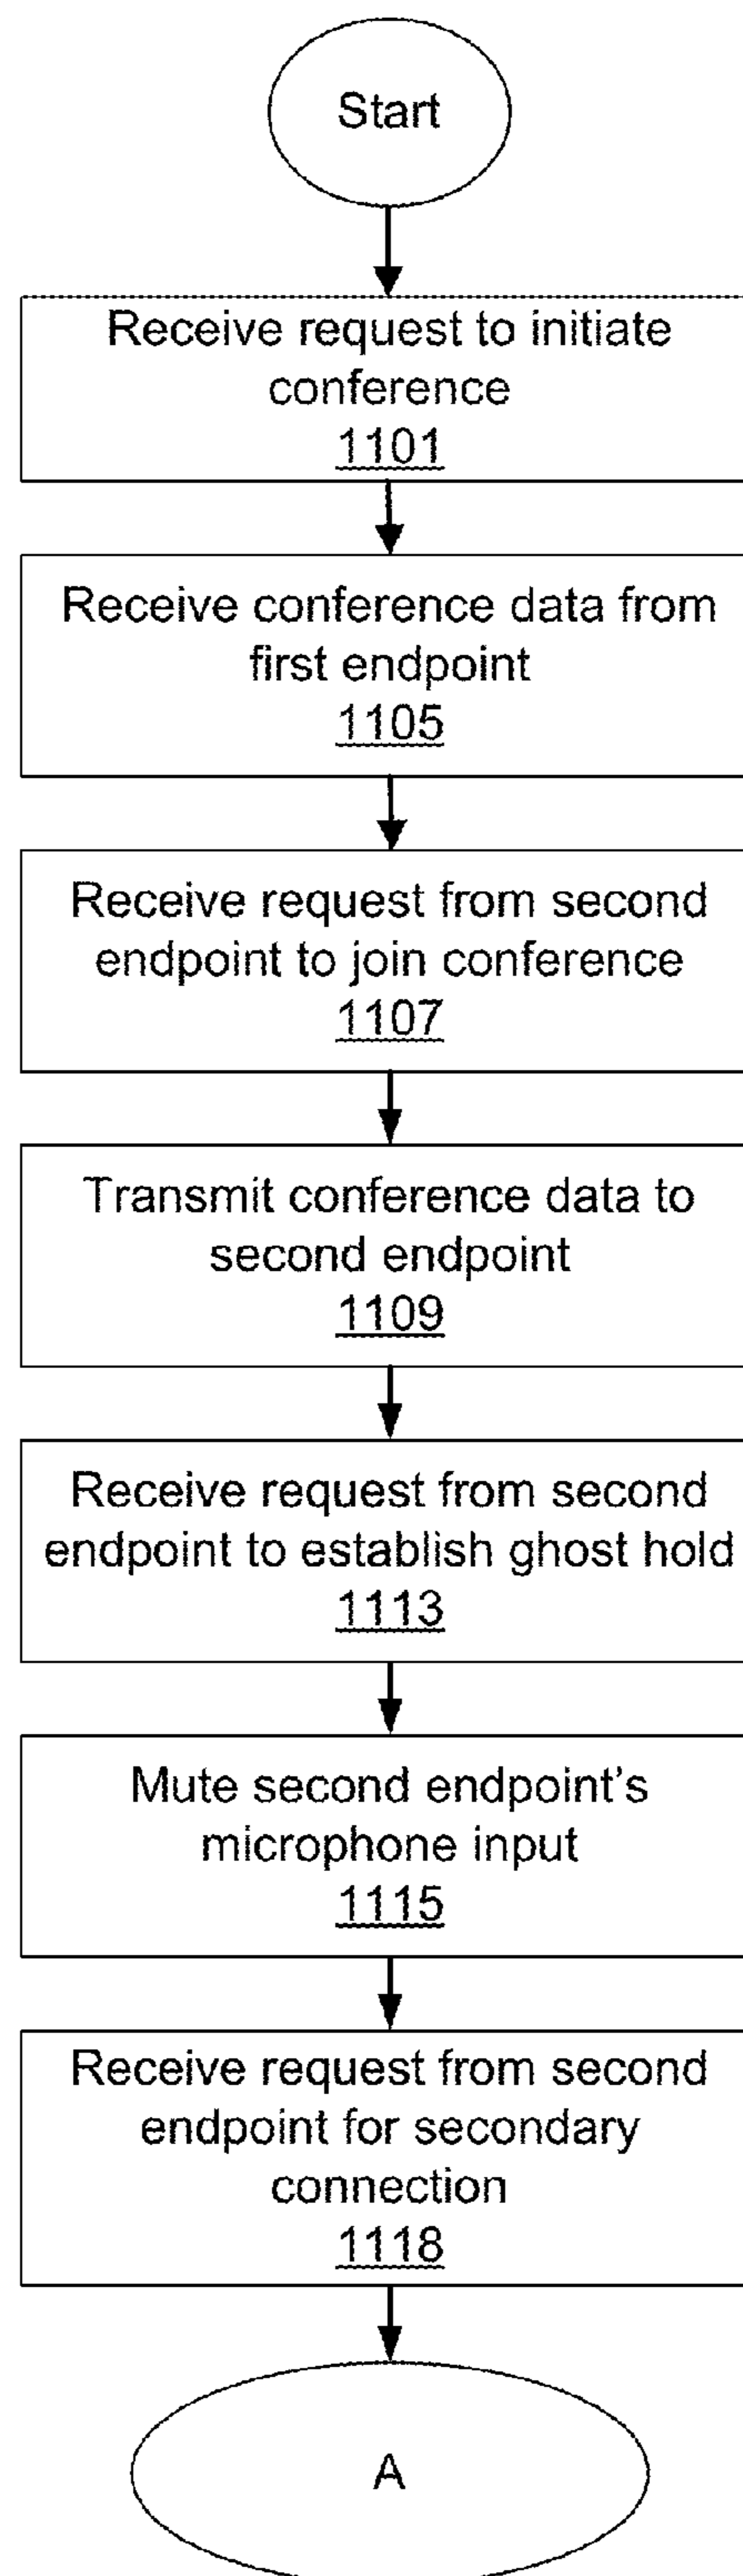 Start
Receive request to initiate
conference
1101
Receive conference data from
first endpoint
1105
Receive request from second
endpoint to join conference
1107
Transmit conference data to
second endpoint
1109
Receive request from second
endpoint to establish ghost hold
1113
Mute second endpoint's
microphone input
1115
Receive request from second
endpoint for secondary
connection
1118
A